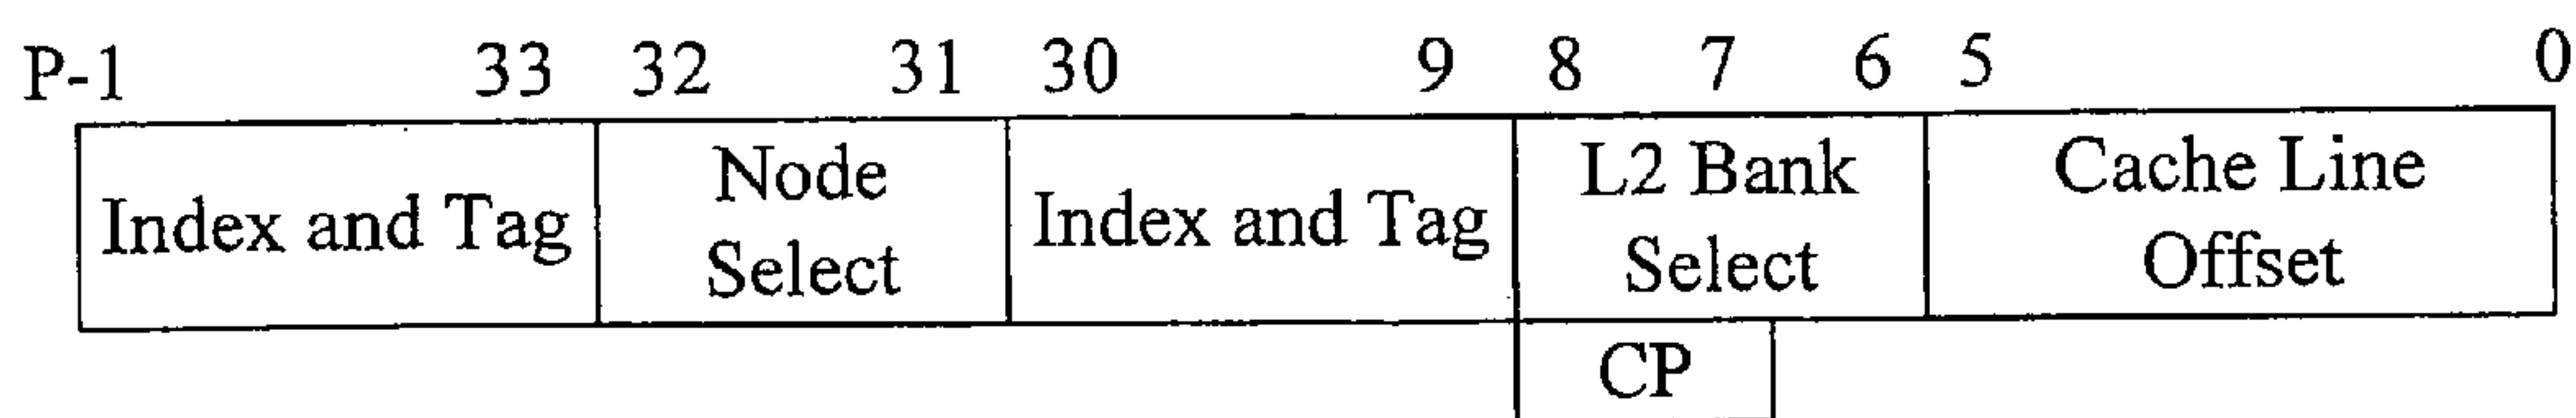 P-1 33 32 31 30 9 8 7 6 5 0
Index and Tag
Node
Select
Index and Tag
L2 Bank
Select
Cache Line
Offset
CP